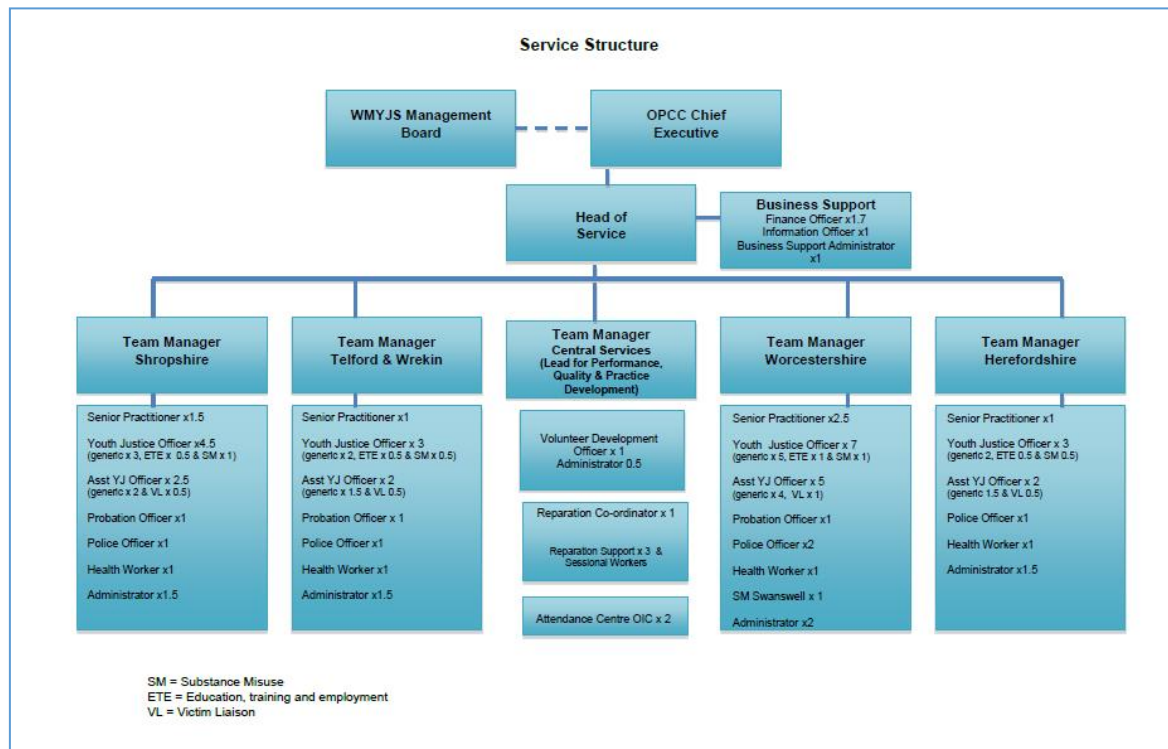 Service Structure
WMYJS Management
Board
OPCC Chief
Executive
Head of
Service
Business Support
Finance Officer x1.7
Information Officer x1
Business Support Administrator
x1
Team Manager
Shropshire
Team Manager
Telford & Wrekin
Team Manager
Central Services
(Lead for Performance,
Quality & Practice
Development)
Team Manager
Worcestershire
Team Manager
Herefordshire
Senior Practitioner x1.5
Youth Justice Officer x4.5
(generic x 3, ETE x 0.5 & SM x 1)
Asst YJ Officer x 2.5
(generic x 2 & VL x 0.5)
Probation Officer x1
Police Officer x1
Health Worker x1
Administrator x1.5
Senior Practitioner x1
Youth Justice Officer x 3
(generic x 2, ETE x 0.5 & SM x 0.5)
Asst YJ Officer x 2
(generic x 1.5 & VL 0.5)
Probation Officer x 1
Police Officer x1
Health Worker x1
Administrator x1.5
Volunteer Development
Officer x 1
Administrator 0.5
Reparation Co-ordinator x 1
Reparation Support x 3 &
Sessional Workers
Attendance Centre OIC x 2
Senior Practitioner x2.5
Youth Justice Officer x 7
(generic x 5, ETE x 1 & SM x 1)
Asst YJ Officer x 5
(generic x 4, VL x 1)
Probation Officer x1
Police Officer x2
Health Worker x1
SM Swanswell x 1
Administrator x2
Senior Practitioner x1
Youth Justice Officer x 3
(generic 2, ETE 0.5 & SM 0.5)
Asst YJ Officer x 2
(generic 1.5 & VL 0.5)
Police Officer x1
Health Worker x1
Administrator x1.5
SM = Substance Misuse
ETE = Education, training and employment
VL = Victim Liaison